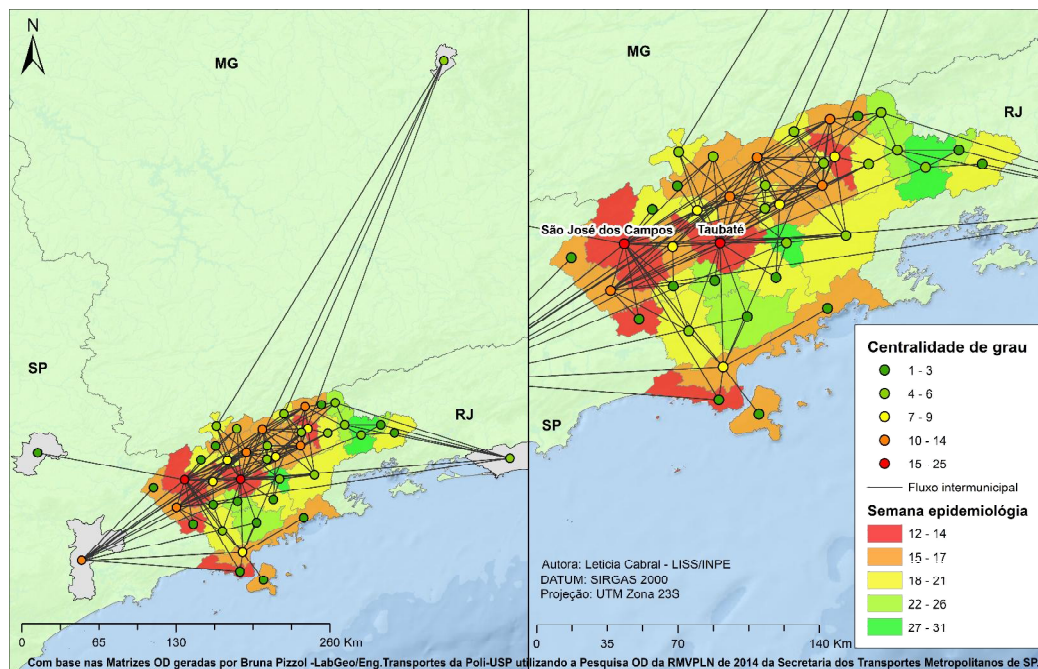 N
MG
SP
RJ
0 65 130 260 Km
MG
RJ
São José dos Campos
Taubaté
SP
Autora: Leticia Cabral - LISS/INPE
DATUM: SIRGAS 2000
Projeção: UTM Zona 23S
0 35 70 140 Km
Centralidade de grau
1 - 3
4 - 6
7 - 9
10 - 14
15 - 25
Fluxo intermunicipal
Semana epidemiológia
12 - 14
15 - 17
18 - 21
22 - 26
27 - 31
Com base nas Matrizes OD geradas por Bruna Pizzol -LabGeo/Eng.Transportes da Poli-USP utilizando a Pesquisa OD da RMVPLN de 2014 da Secretaria dos Transportes Metropolitanos de SP.